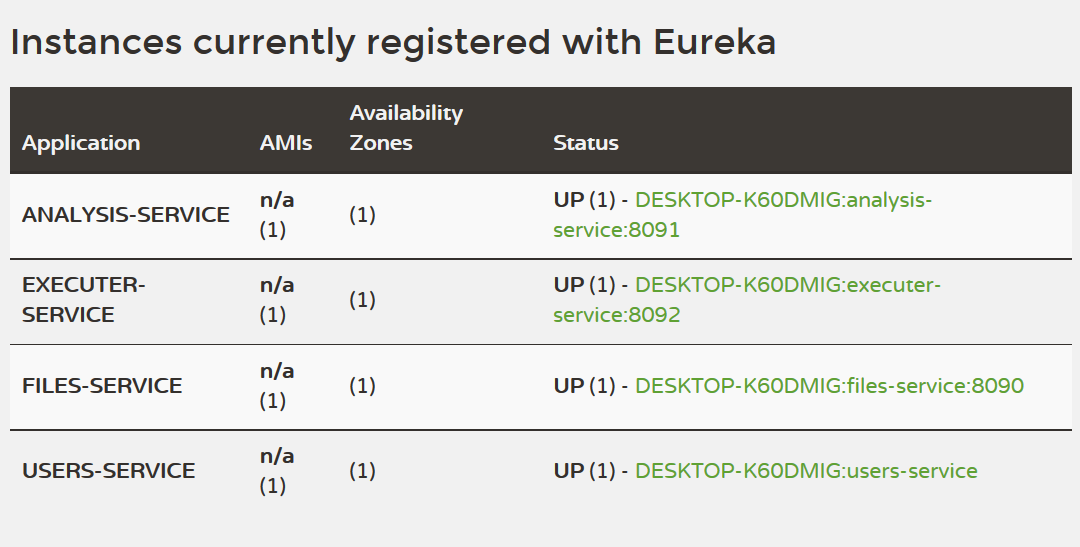 Instances currently registered with Eureka
Application AMIs Availability Zones Status
ANALYSIS-SERVICE n/a (1) (1) UP (1) - DESKTOP-K60DMIG:analysis-service:8091
EXECUTER-SERVICE n/a (1) (1) UP (1) - DESKTOP-K60DMIG:executer-service:8092
FILES-SERVICE n/a (1) (1) UP (1) - DESKTOP-K60DMIG:files-service:8090
USERS-SERVICE n/a (1) (1) UP (1) - DESKTOP-K60DMIG:users-service